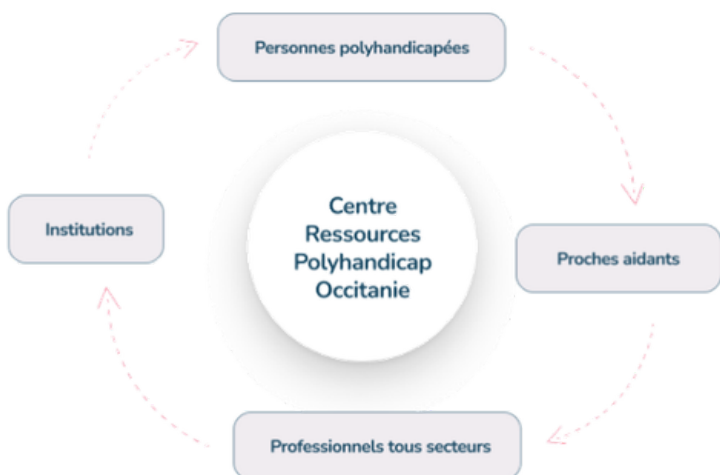 Personnes polyhandicapées
Centre
Ressources
Polyhandicap
Occitanie
Institutions
Proches aidants
Professionnels tous secteurs